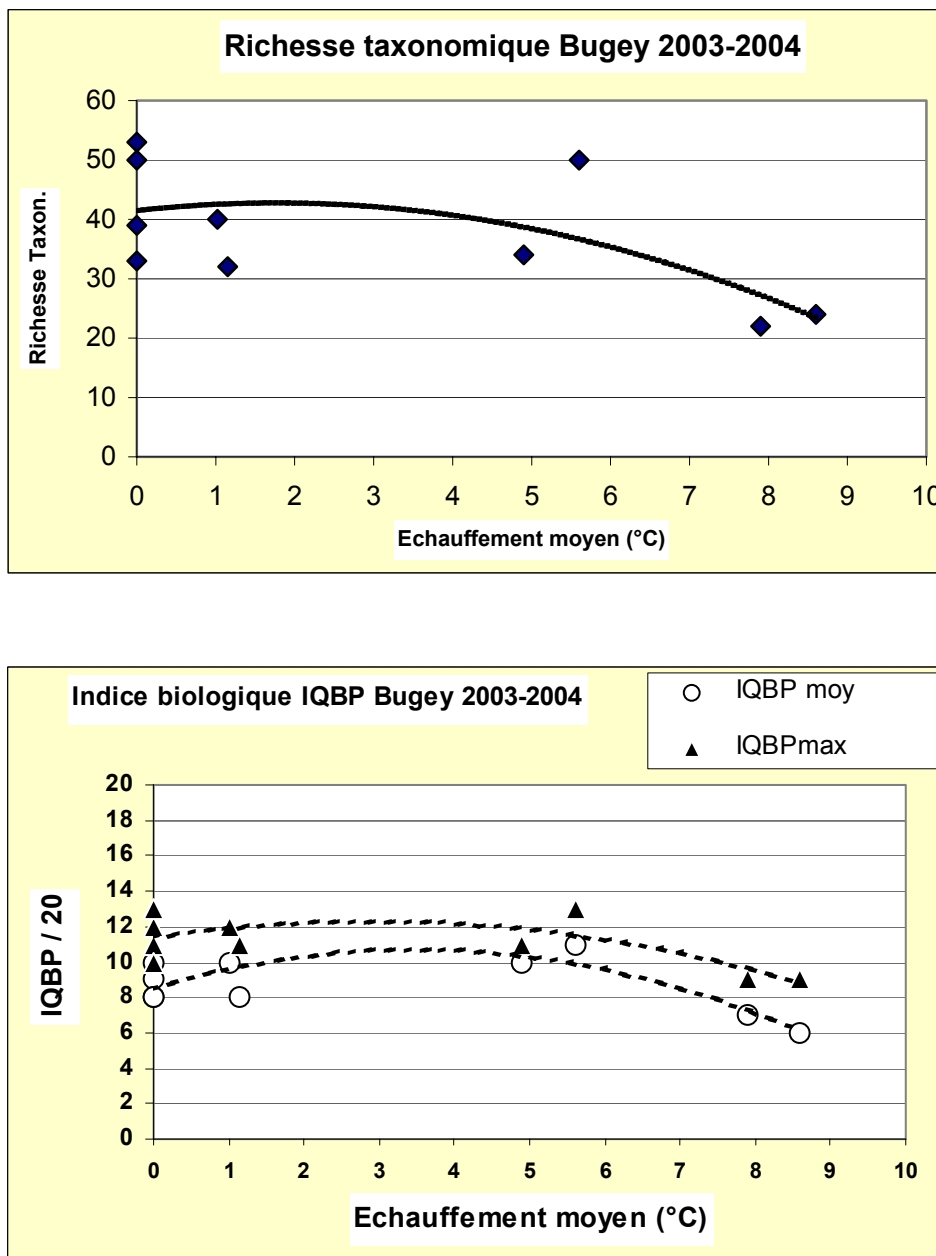 Richesse taxonomique Bugey 2003-2004
Richesse Taxon.
60
50
40
30
20
10
0
0 1 2 3 4 5 6 7 8 9 10
Echauffement moyen (°C)
Indice biologique IQBP Bugey 2003-2004
IQBP moy
IQBPmax
IQBP / 20
20
18
16
14
12
10
8
6
4
2
0
0 1 2 3 4 5 6 7 8 9 10
Echauffement moyen (°C)